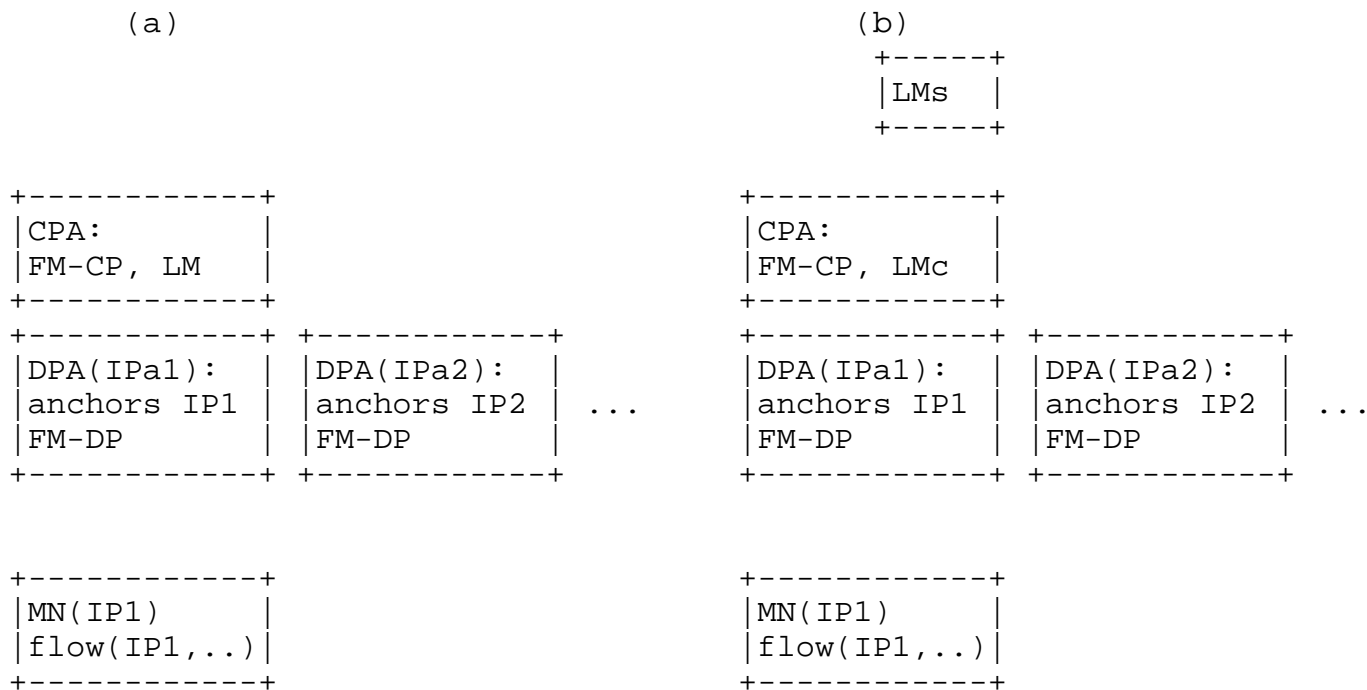 (a)                                         (b)
                                             +-----+
                                             |LMs  |
                                             +-----+
+------------+                       +------------+
|CPA:        |                       |CPA:        |
|FM-CP, LM   |                       |FM-CP, LMc  |
+------------+                       +------------+
+------------+ +------------+        +------------+ +------------+
|DPA(IPa1):  | |DPA(IPa2):  |        |DPA(IPa1):  | |DPA(IPa2):  |
|anchors IP1 | |anchors IP2 | ...    |anchors IP1 | |anchors IP2 | ...
|FM-DP       | |FM-DP       |        |FM-DP       | |FM-DP       |
+------------+ +------------+        +------------+ +------------+
+------------+                       +------------+
|MN(IP1)     |                       |MN(IP1)     |
|flow(IP1,..)|                       |flow(IP1,..)|
+------------+                       +------------+